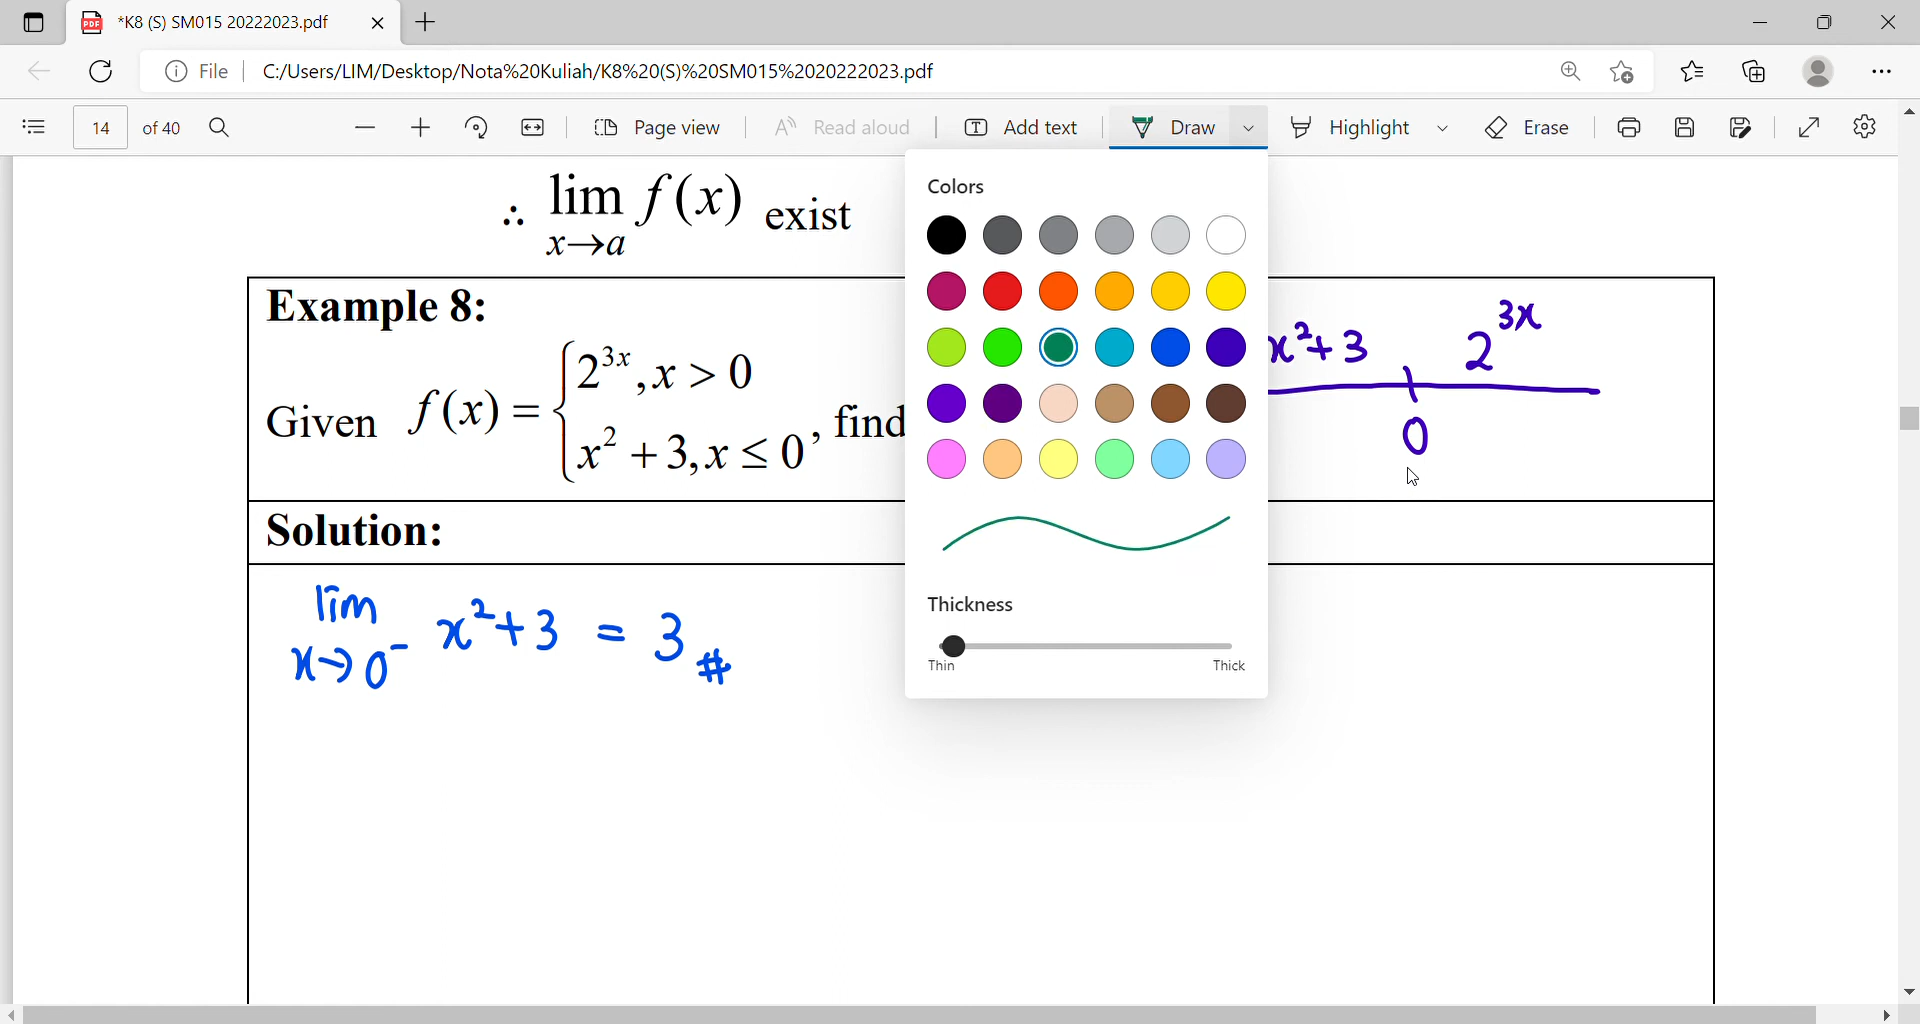 *K8 (S) SM015 20222023.pdf
File C:/Users/LIM/Desktop/Nota%20Kuliah/K8%20(S)%20SM015%2020222023.pdf
14 of 40 Page view Read aloud Add text Draw Highlight Erase
∴ lim x→a f(x) exist
Colors
Example 8:
Given f(x) = { 2^{3x}, x > 0
x² + 3, x ≤ 0 , find
x²+3 2^{3x}
0
Solution:
lim x→0⁻ x²+3 = 3 #
Thickness
Thin Thick